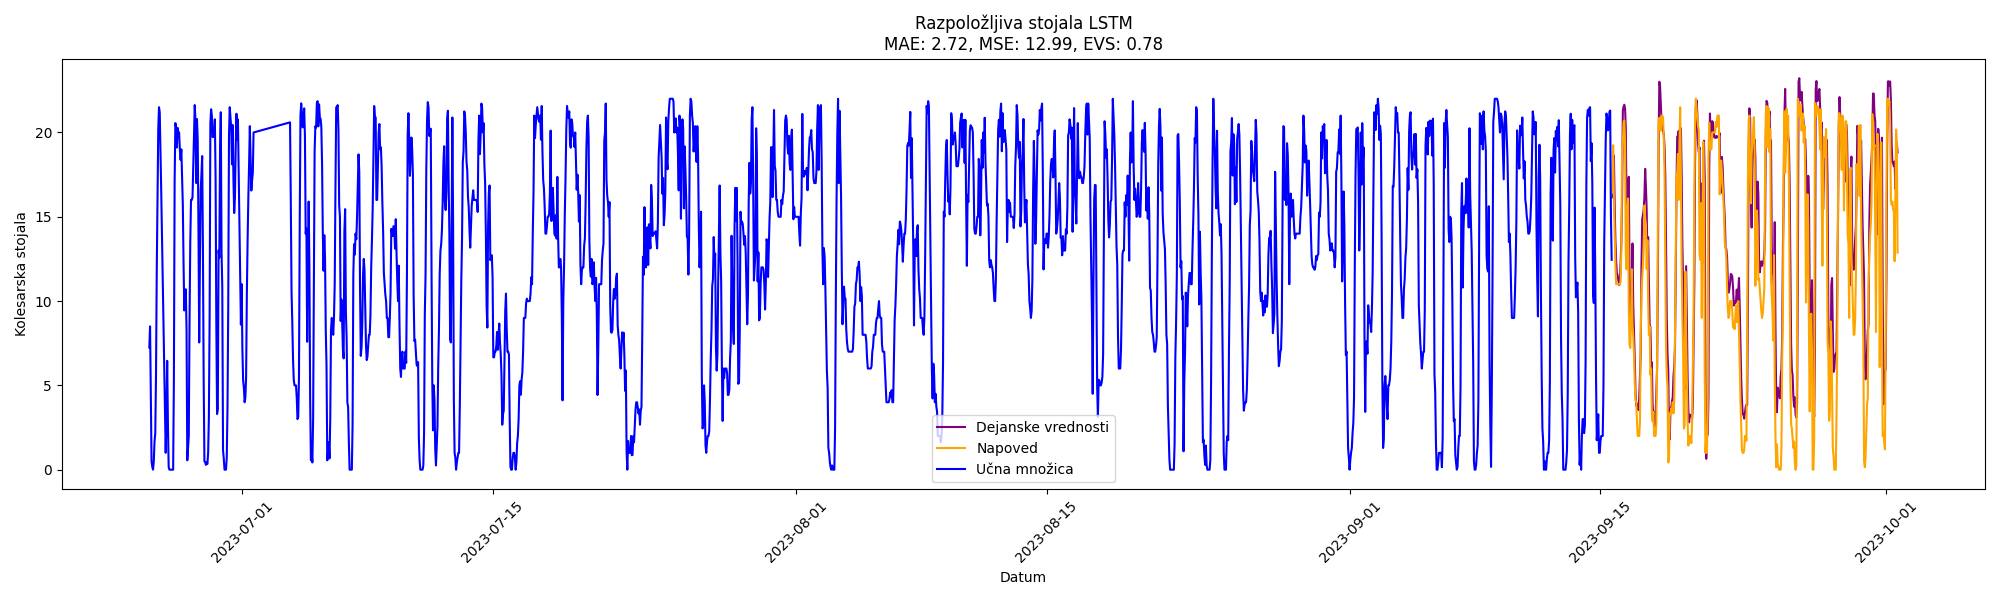 Razpoložljiva stojala LSTM
MAE: 2.72, MSE: 12.99, EVS: 0.78
Kolesarska stojala
20
15
10
5
0
Dejanske vrednosti
Napoved
Učna množica
2023-07-01
2023-07-15
2023-08-01
2023-08-15
2023-09-01
2023-09-15
2023-10-01
Datum